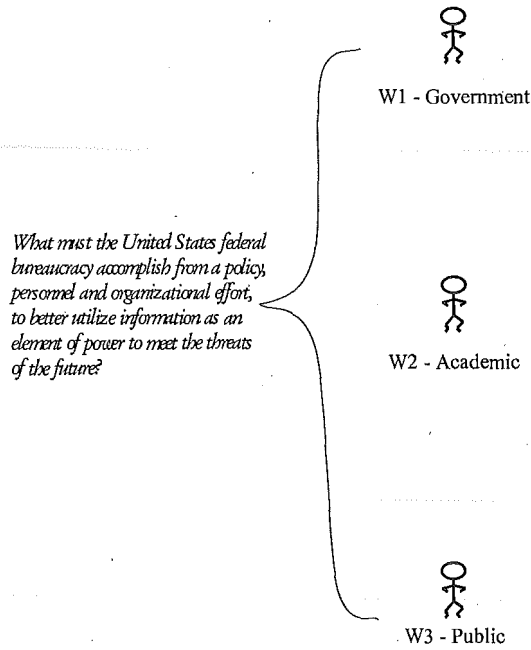 W1 - Government
What must the United States federal
bureaucracy accomplish from a policy,
personnel and organizational effort,
to better utilize information as an
element of power to meet the threats
of the future?
W2 - Academic
W3 - Public